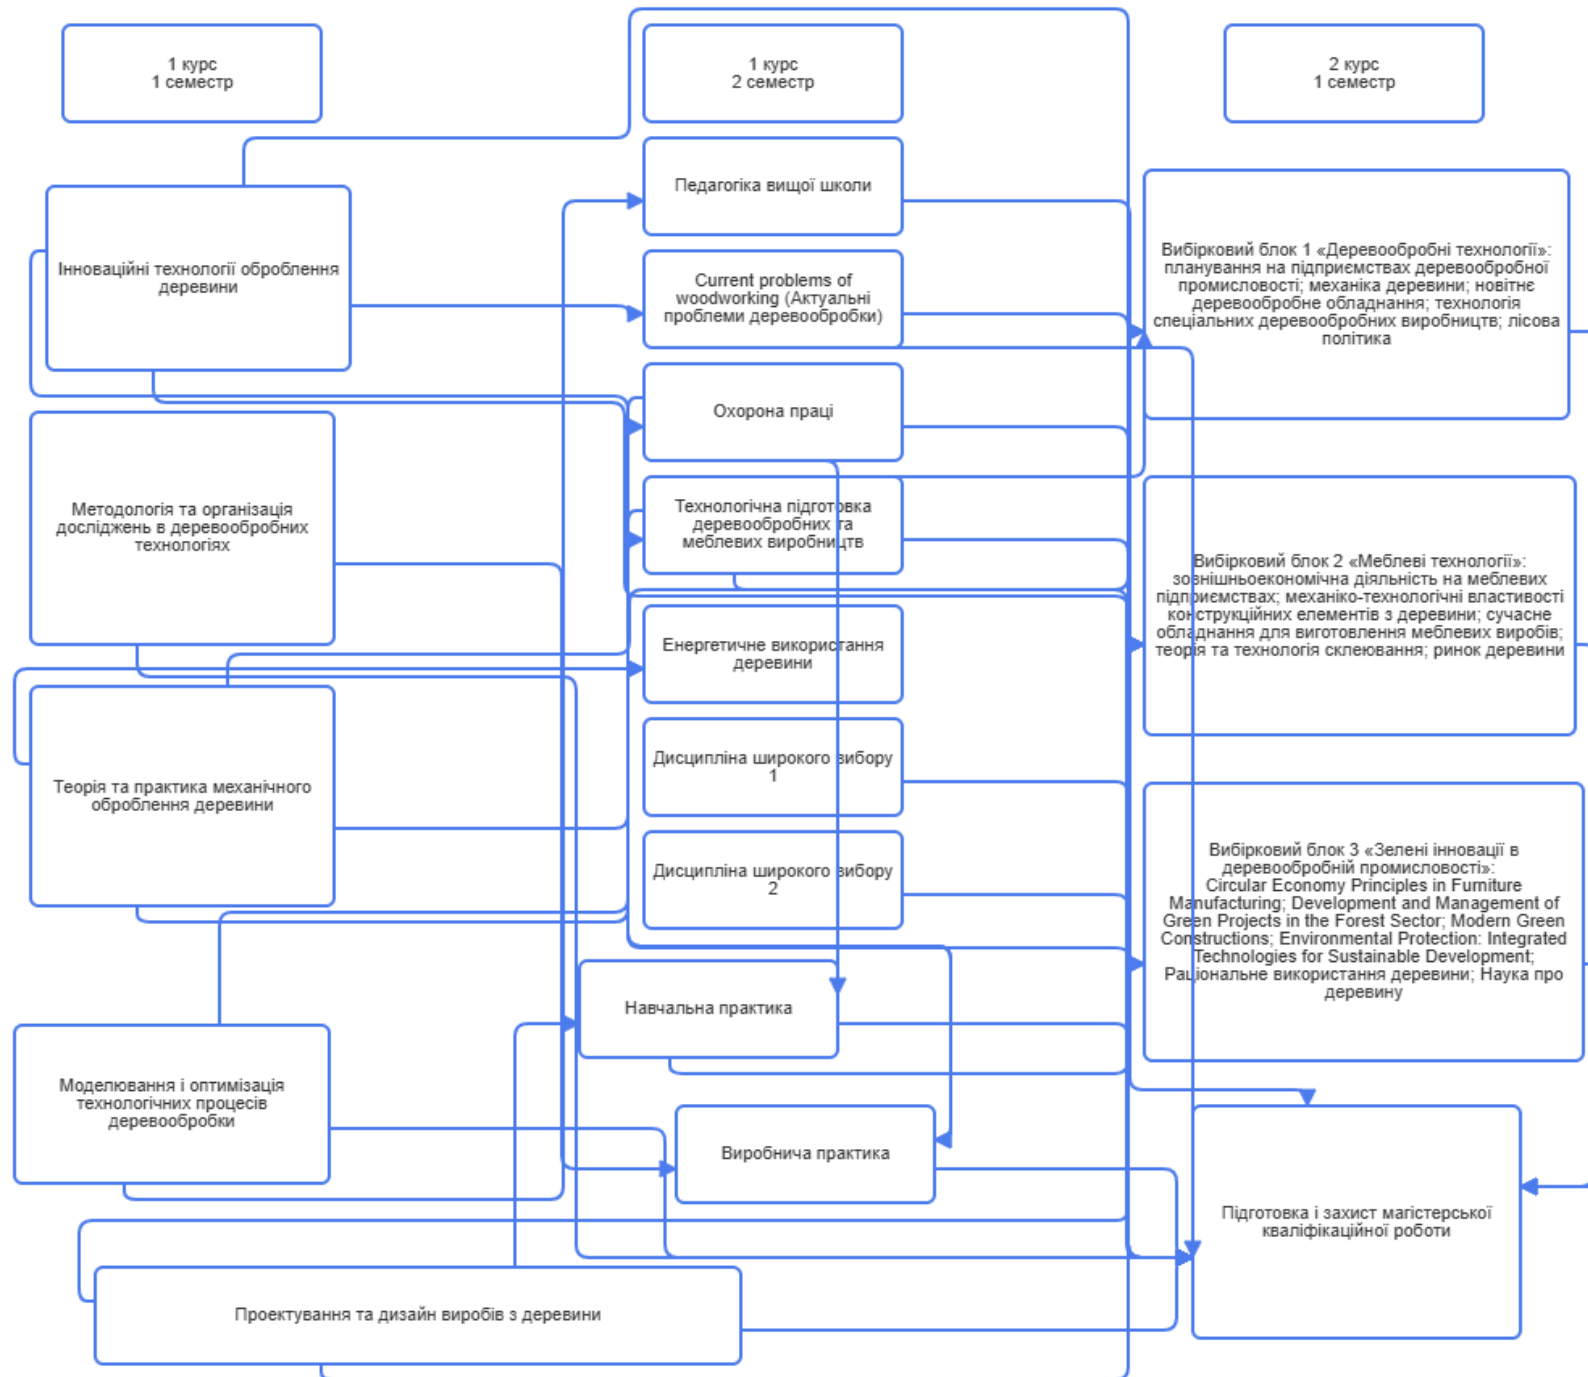 1 курс
1 семестр
1 курс
2 семестр
2 курс
1 семестр
Інноваційні технології оброблення
деревини
Методологія та організація
досліджень в деревообробних
технологіях
Теорія та практика механічного
оброблення деревини
Моделювання і оптимізація
технологічних процесів
деревообробки
Проектування та дизайн виробів з деревини
Педагогіка вищої школи
Current problems of
woodworking (Актуальні
проблеми деревообробки)
Охорона праці
Технологічна підготовка
деревообробних та
меблевих виробництв
Енергетичне використання
деревини
Дисципліна широкого вибору
1
Дисципліна широкого вибору
2
Навчальна практика
Виробнича практика
Вибірковий блок 1 «Деревообробні технології»:
планування на підприємствах деревообробної
промисловості; механіка деревини; новітнє
деревообробне обладнання; технологія
спеціальних деревообробних виробництв; лісова
політика
Вибірковий блок 2 «Меблеві технології»:
зовнішньоекономічна діяльність на меблевих
підприємствах; механіко-технологічні властивості
конструкційних елементів з деревини; сучасне
обладнання для виготовлення меблевих виробів;
теорія та технологія склеювання; ринок деревини
Вибірковий блок 3 «Зелені інновації в
деревообробній промисловості»:
Circular Economy Principles in Furniture
Manufacturing; Development and Management of
Green Projects in the Forest Sector; Modern Green
Constructions; Environmental Protection: Integrated
Technologies for Sustainable Development;
Раціональне використання деревини; Наука про
деревину
Підготовка і захист магістерської
кваліфікаційної роботи